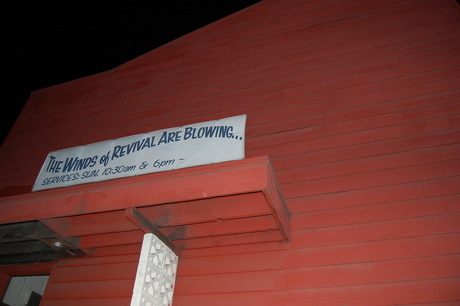 THE WINDS of REVIVAL ARE BLOWING...
SERVICES: SUN. 10:30am & 6pm ~